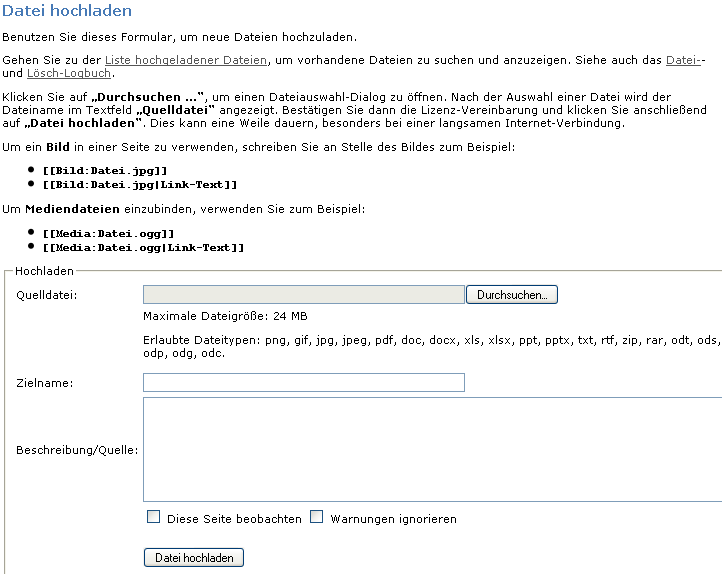 Datei hochladen
Benutzen Sie dieses Formular, um neue Dateien hochzuladen.
Gehen Sie zu der Liste hochgeladener Dateien, um vorhandene Dateien zu suchen und anzuzeigen. Siehe auch das Datei--
und Lösch-Logbuch.
Klicken Sie auf „Durchsuchen …“, um einen Dateiauswahl-Dialog zu öffnen. Nach der Auswahl einer Datei wird der
Dateiname im Textfeld „Quelldatei“ angezeigt. Bestätigen Sie dann die Lizenz-Vereinbarung und klicken Sie anschließend
auf „Datei hochladen“. Dies kann eine Weile dauern, besonders bei einer langsamen Internet-Verbindung.
Um ein Bild in einer Seite zu verwenden, schreiben Sie an Stelle des Bildes zum Beispiel:
[[Bild:Datei.jpg]]
[[Bild:Datei.jpg|Link-Text]]
Um Mediendateien einzubinden, verwenden Sie zum Beispiel:
[[Media:Datei.ogg]]
[[Media:Datei.ogg|Link-Text]]
Hochladen
Quelldatei: Durchsuchen...
Maximale Dateigröße: 24 MB
Erlaubte Dateitypen: png, gif, jpg, jpeg, pdf, doc, docx, xls, xlsx, ppt, pptx, txt, rtf, zip, rar, odt, ods,
odp, odg, odc.
Zielname:
Beschreibung/Quelle:
Diese Seite beobachten Warnungen ignorieren
Datei hochladen